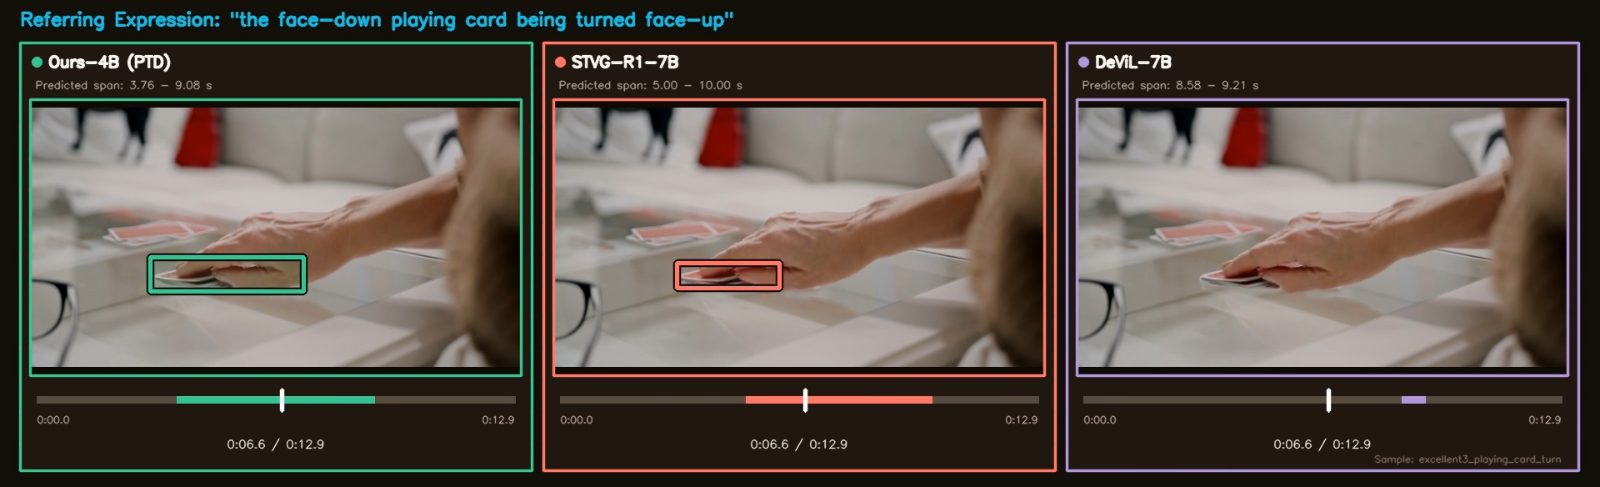 Referring Expression: "the face-down playing card being turned face-up"
Ours-4B (PTD)
Predicted span: 3.76 - 9.08 s
0:00.0
0:12.9
0:06.6 / 0:12.9
STVG-R1-7B
Predicted span: 5.00 - 10.00 s
0:00.0
0:12.9
0:06.6 / 0:12.9
DeViL-7B
Predicted span: 8.58 - 9.21 s
0:00.0
0:12.9
0:06.6 / 0:12.9
Sample: excellent3_playing_card_turn